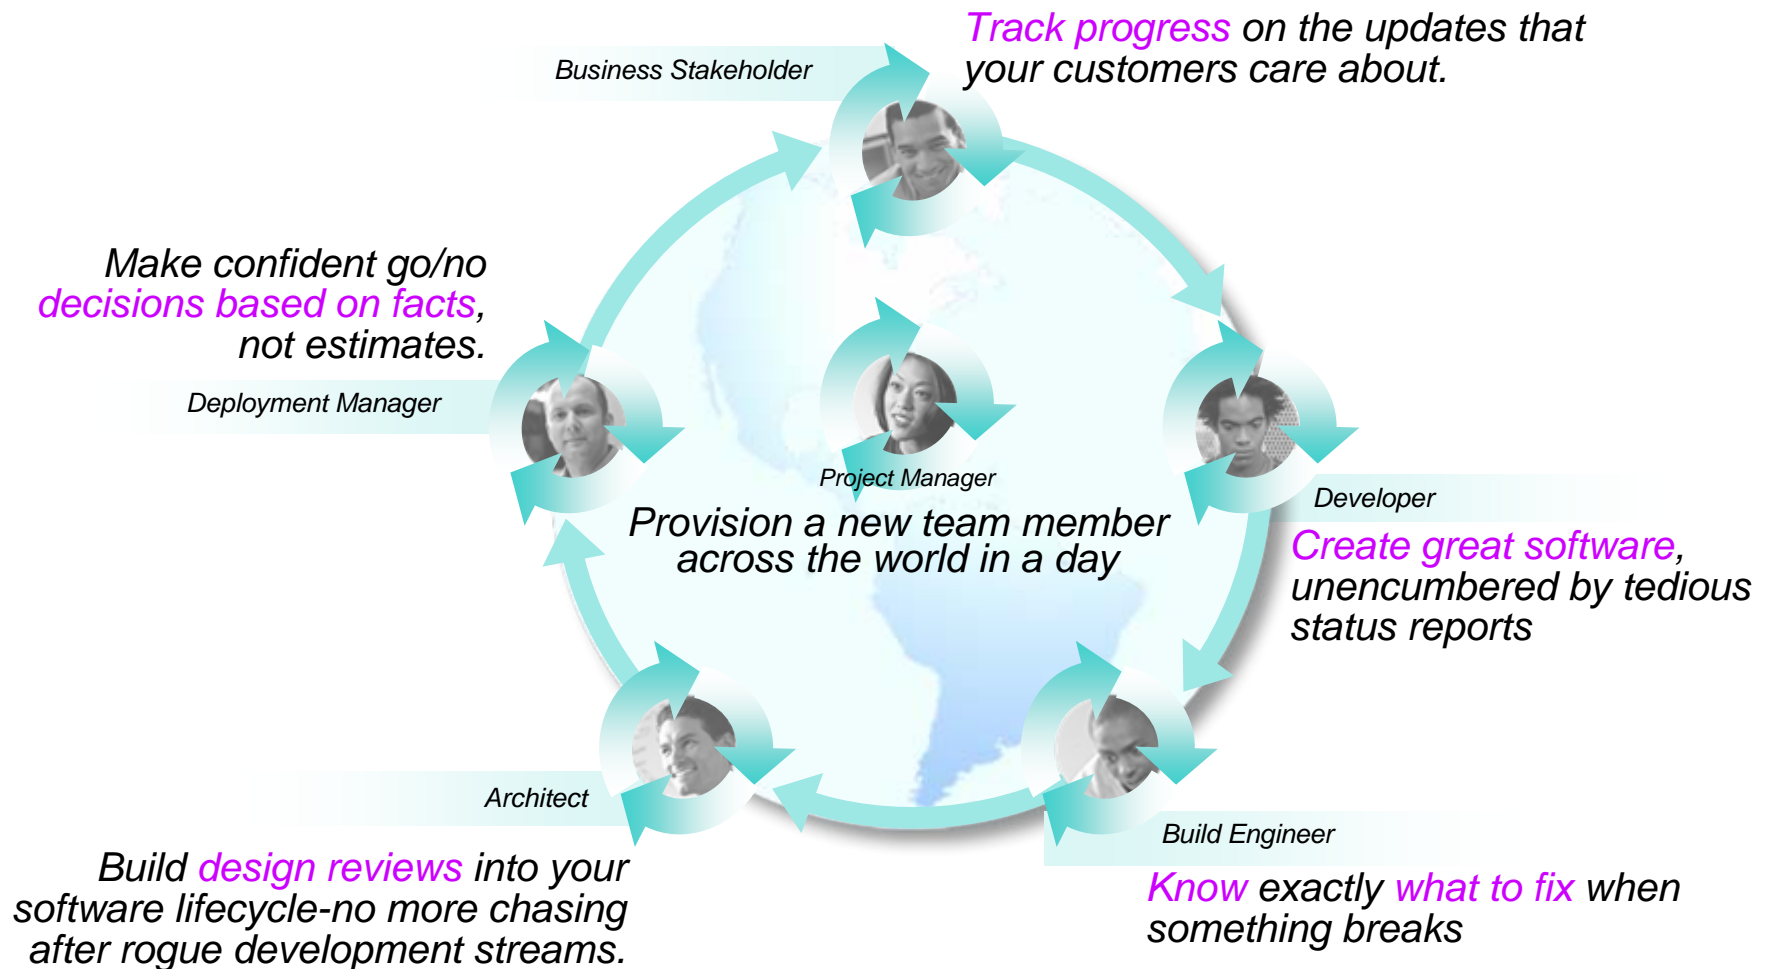 Track progress on the updates that
your customers care about.
Business Stakeholder
Make confident go/no
decisions based on facts,
not estimates.
Deployment Manager
Project Manager
Provision a new team member
across the world in a day
Developer
Create great software,
unencumbered by tedious
status reports
Architect
Build design reviews into your
software lifecycle-no more chasing
after rogue development streams.
Build Engineer
Know exactly what to fix when
something breaks